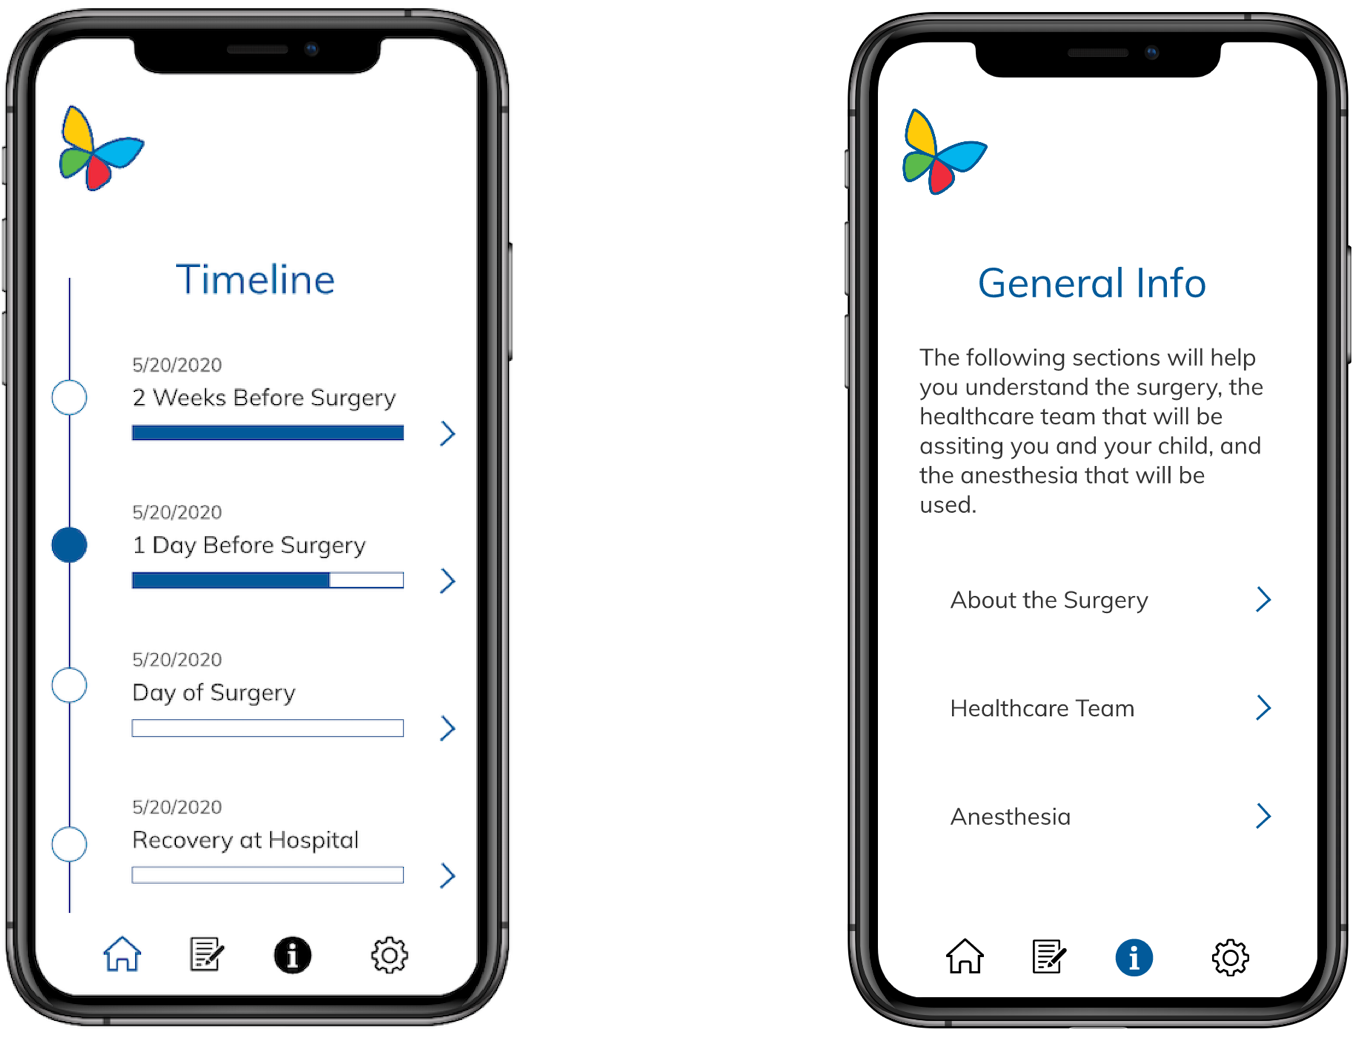 Timeline
5/20/2020
2 Weeks Before Surgery
5/20/2020
1 Day Before Surgery
5/20/2020
Day of Surgery
5/20/2020
Recovery at Hospital
General Info
The following sections will help
you understand the surgery, the
healthcare team that will be
assiting you and your child, and
the anesthesia that will be
used.
About the Surgery
Healthcare Team
Anesthesia